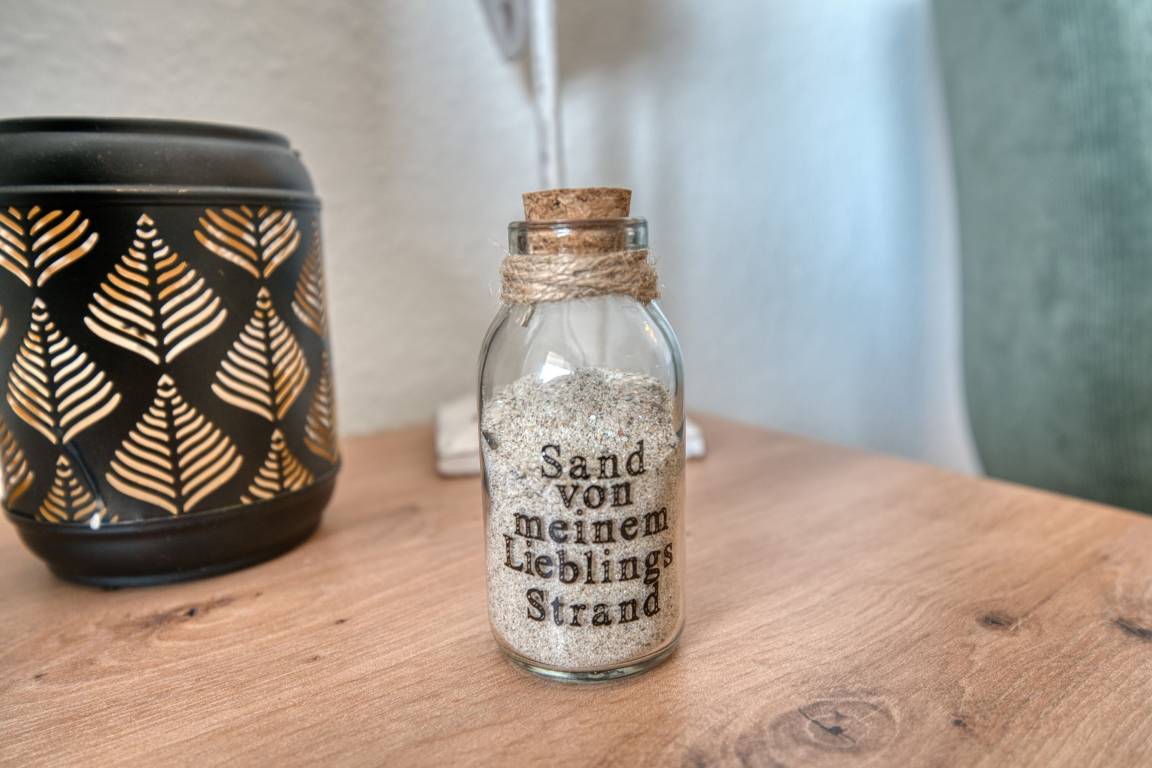 Sand
von
meinem
Lieblings
Strand